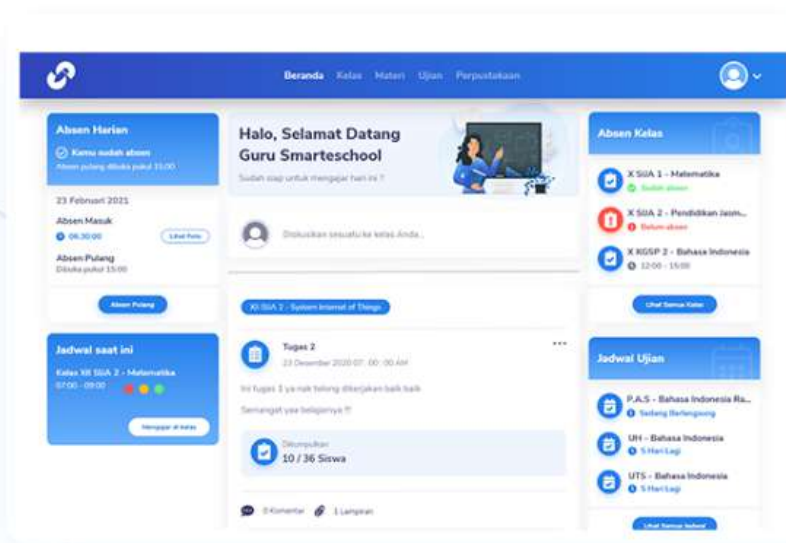 Beranda Kelas Materi Ujian Perpustakaan
Absen Harian
Kamu sudah absen
Absen pulang dibuka pukul 15:00
23 Februari 2021
Absen Masuk
06:30:00
Lihat Foto
Absen Pulang
Dibuka pukul 15:00
Absen Pulang
Jadwal saat ini
Kelas XII SIJA 2 - Matematika
07:00 - 09:00
Mengajar di kelas
Halo, Selamat Datang
Guru Smarteschool
Sudah siap untuk mengajar hari ini ?
Diskusikan sesuatu ke kelas Anda...
XII SIJA 2 - System Internet of Things
Tugas 2
23 Desember 2020 07 : 00 : 00 AM
Ini tugas 1 ya nak tolong dikerjakan baik baik
Semangat yaa belajarnya !!!
Dikumpulkan
10 / 36 Siswa
0 Komentar
1 Lampiran
Absen Kelas
X SIJA 1 - Matematika
Sudah absen
X SIJA 2 - Pendidikan Jasm...
Belum absen
X KGSP 2 - Bahasa Indonesia
12:00 - 15:00
Lihat Semua Kelas
Jadwal Ujian
P.A.S - Bahasa Indonesia Ra...
Sedang Berlangsung
UH - Bahasa Indonesia
5 Hari Lagi
UTS - Bahasa Indonesia
5 Hari Lagi
Lihat Semua Jadwal